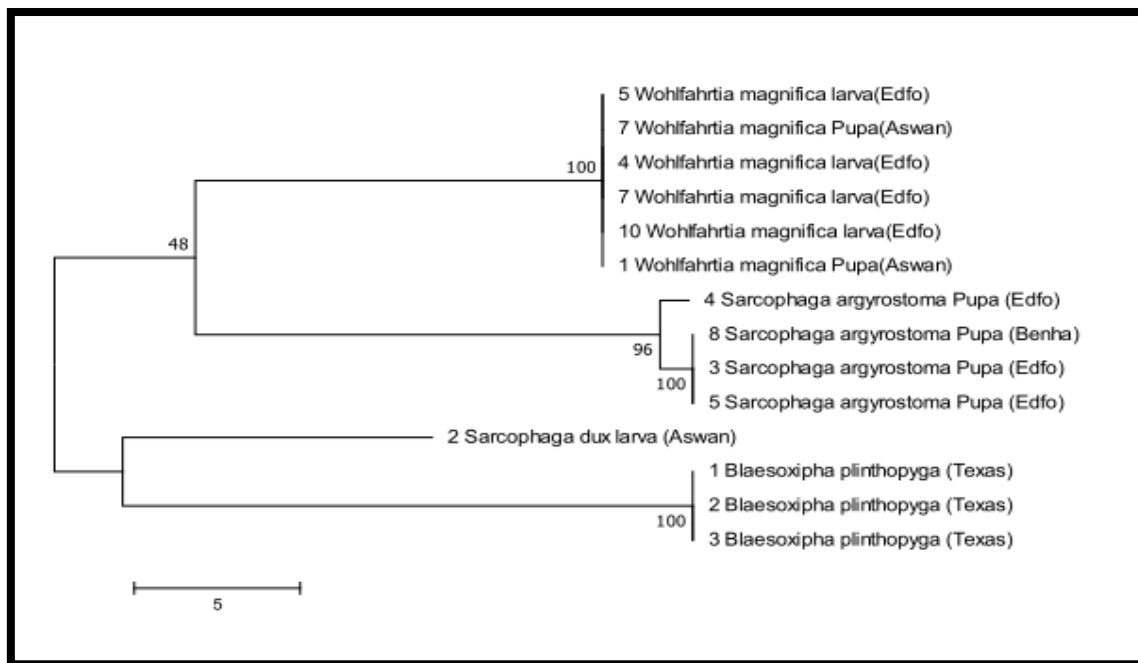 5 Wohlfahrtia magnifica larva(Edfo)
7 Wohlfahrtia magnifica Pupa(Aswan)
100
4 Wohlfahrtia magnifica larva(Edfo)
7 Wohlfahrtia magnifica larva(Edfo)
10 Wohlfahrtia magnifica larva(Edfo)
48
1 Wohlfahrtia magnifica Pupa(Aswan)
4 Sarcophaga argyrostoma Pupa (Edfo)
8 Sarcophaga argyrostoma Pupa (Benha)
96
3 Sarcophaga argyrostoma Pupa (Edfo)
100
5 Sarcophaga argyrostoma Pupa (Edfo)
2 Sarcophaga dux larva (Aswan)
1 Blaesoxipha plinthopyga (Texas)
2 Blaesoxipha plinthopyga (Texas)
100
3 Blaesoxipha plinthopyga (Texas)
5